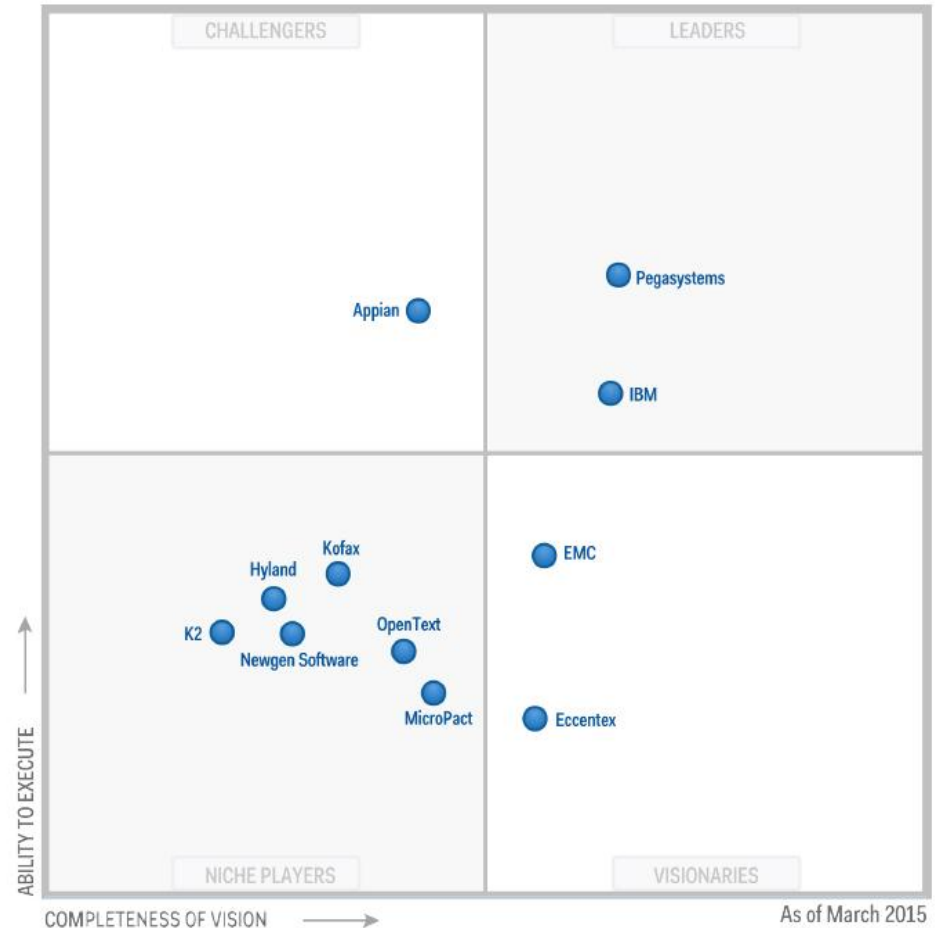 CHALLENGERS
LEADERS
Pegasystems
Appian
IBM
Kofax
EMC
Hyland
OpenText
K2
Newgen Software
MicroPact
Eccentex
ABILITY TO EXECUTE
NICHE PLAYERS
VISIONARIES
COMPLETENESS OF VISION
As of March 2015